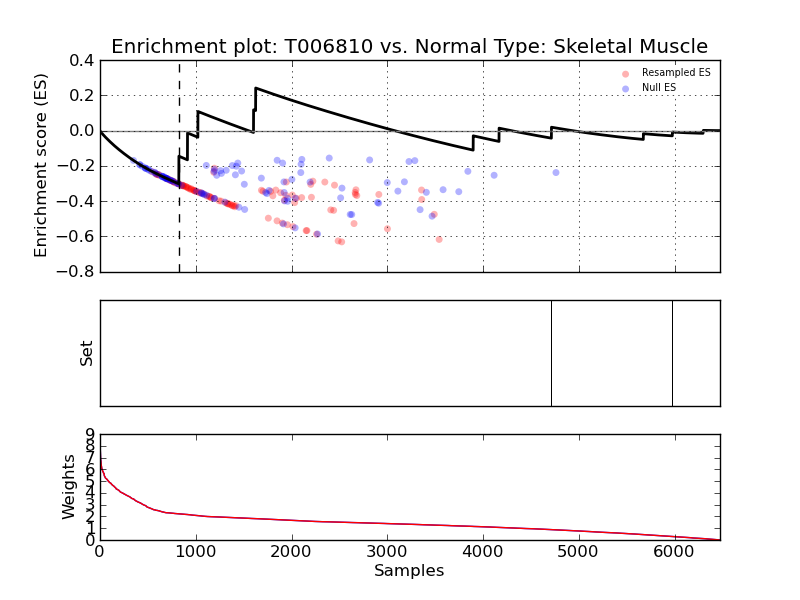 Enrichment plot: T006810 vs. Normal Type: Skeletal Muscle
Enrichment score (ES)
0.4
0.2
0.0
−0.2
−0.4
−0.6
−0.8
Resampled ES
Null ES
Set
Weights
9
8
7
6
5
4
3
2
1
0
0 1000 2000 3000 4000 5000 6000
Samples